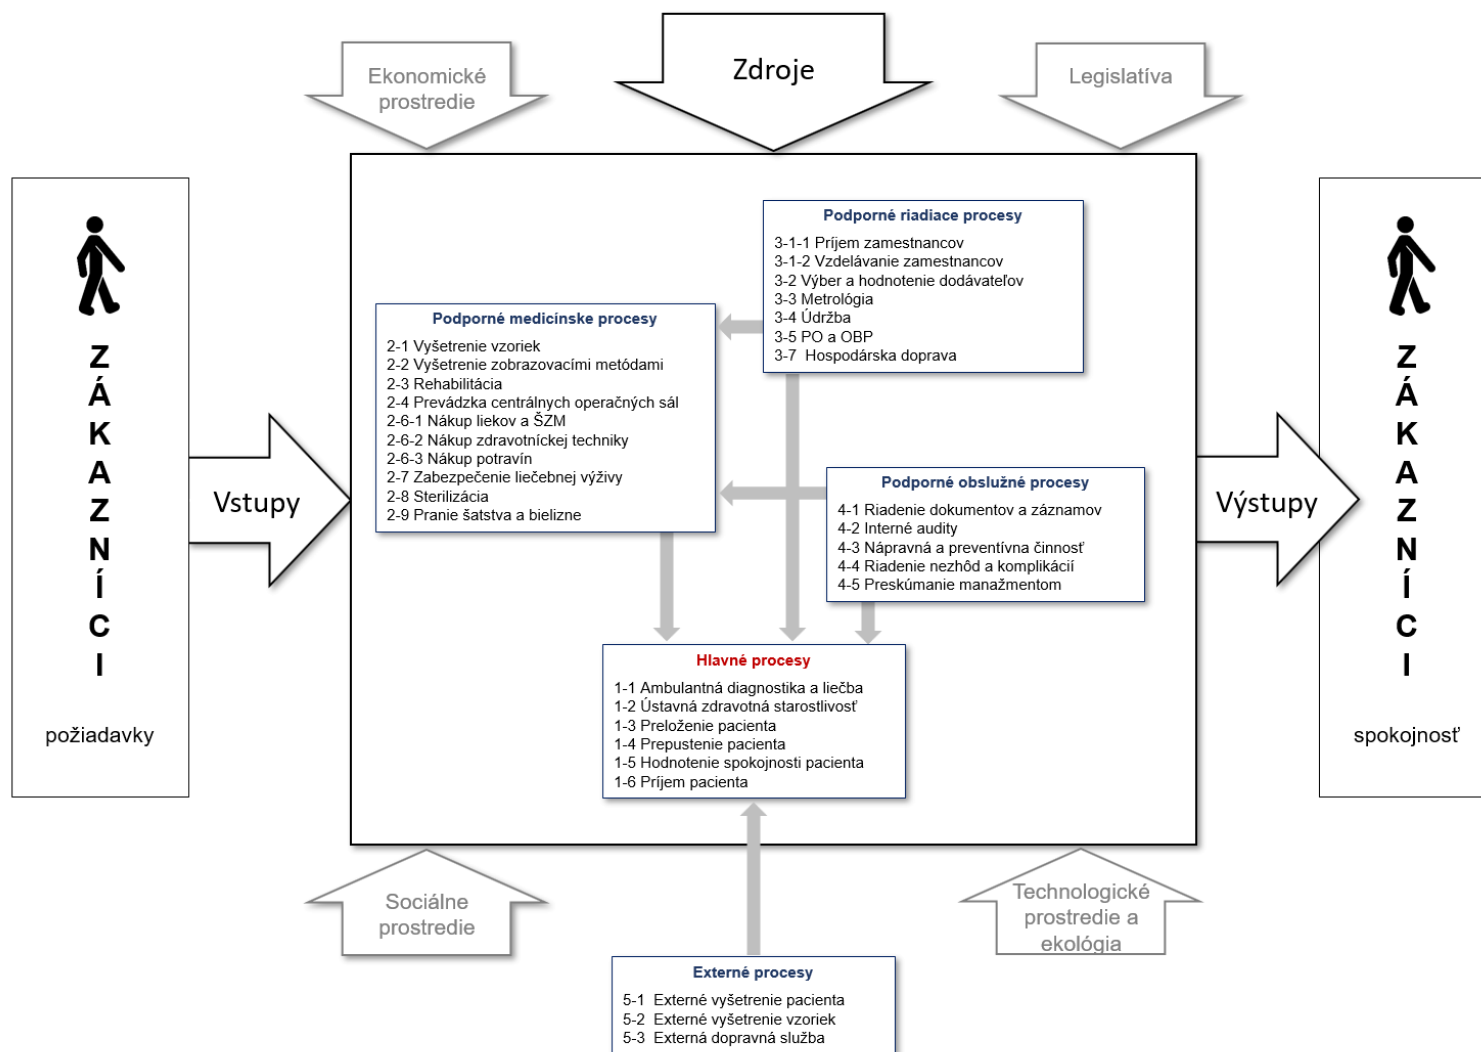 Ekonomické
prostredie
Zdroje
Legislatíva
ZÁKAZNÍCI
požiadavky
Vstupy
Podporné riadiace procesy
3-1-1 Príjem zamestnancov
3-1-2 Vzdelávanie zamestnancov
3-2 Výber a hodnotenie dodávateľov
3-3 Metrológia
3-4 Údržba
3-5 PO a OBP
3-7 Hospodárska doprava
Podporné medicínske procesy
2-1 Vyšetrenie vzoriek
2-2 Vyšetrenie zobrazovacími metódami
2-3 Rehabilitácia
2-4 Prevádzka centrálnych operačných sál
2-6-1 Nákup liekov a ŠZM
2-6-2 Nákup zdravotníckej techniky
2-6-3 Nákup potravín
2-7 Zabezpečenie liečebnej výživy
2-8 Sterilizácia
2-9 Pranie šatstva a bielizne
Podporné obslužné procesy
4-1 Riadenie dokumentov a záznamov
4-2 Interné audity
4-3 Nápravná a preventívna činnosť
4-4 Riadenie nezhôd a komplikácií
4-5 Preskúmanie manažmentom
Hlavné procesy
1-1 Ambulantná diagnostika a liečba
1-2 Ústavná zdravotná starostlivosť
1-3 Preloženie pacienta
1-4 Prepustenie pacienta
1-5 Hodnotenie spokojnosti pacienta
1-6 Príjem pacienta
Výstupy
ZÁKAZNÍCI
spokojnosť
Sociálne
prostredie
Technologické
prostredie a
ekológia
Externé procesy
5-1 Externé vyšetrenie pacienta
5-2 Externé vyšetrenie vzoriek
5-3 Externá dopravná služba